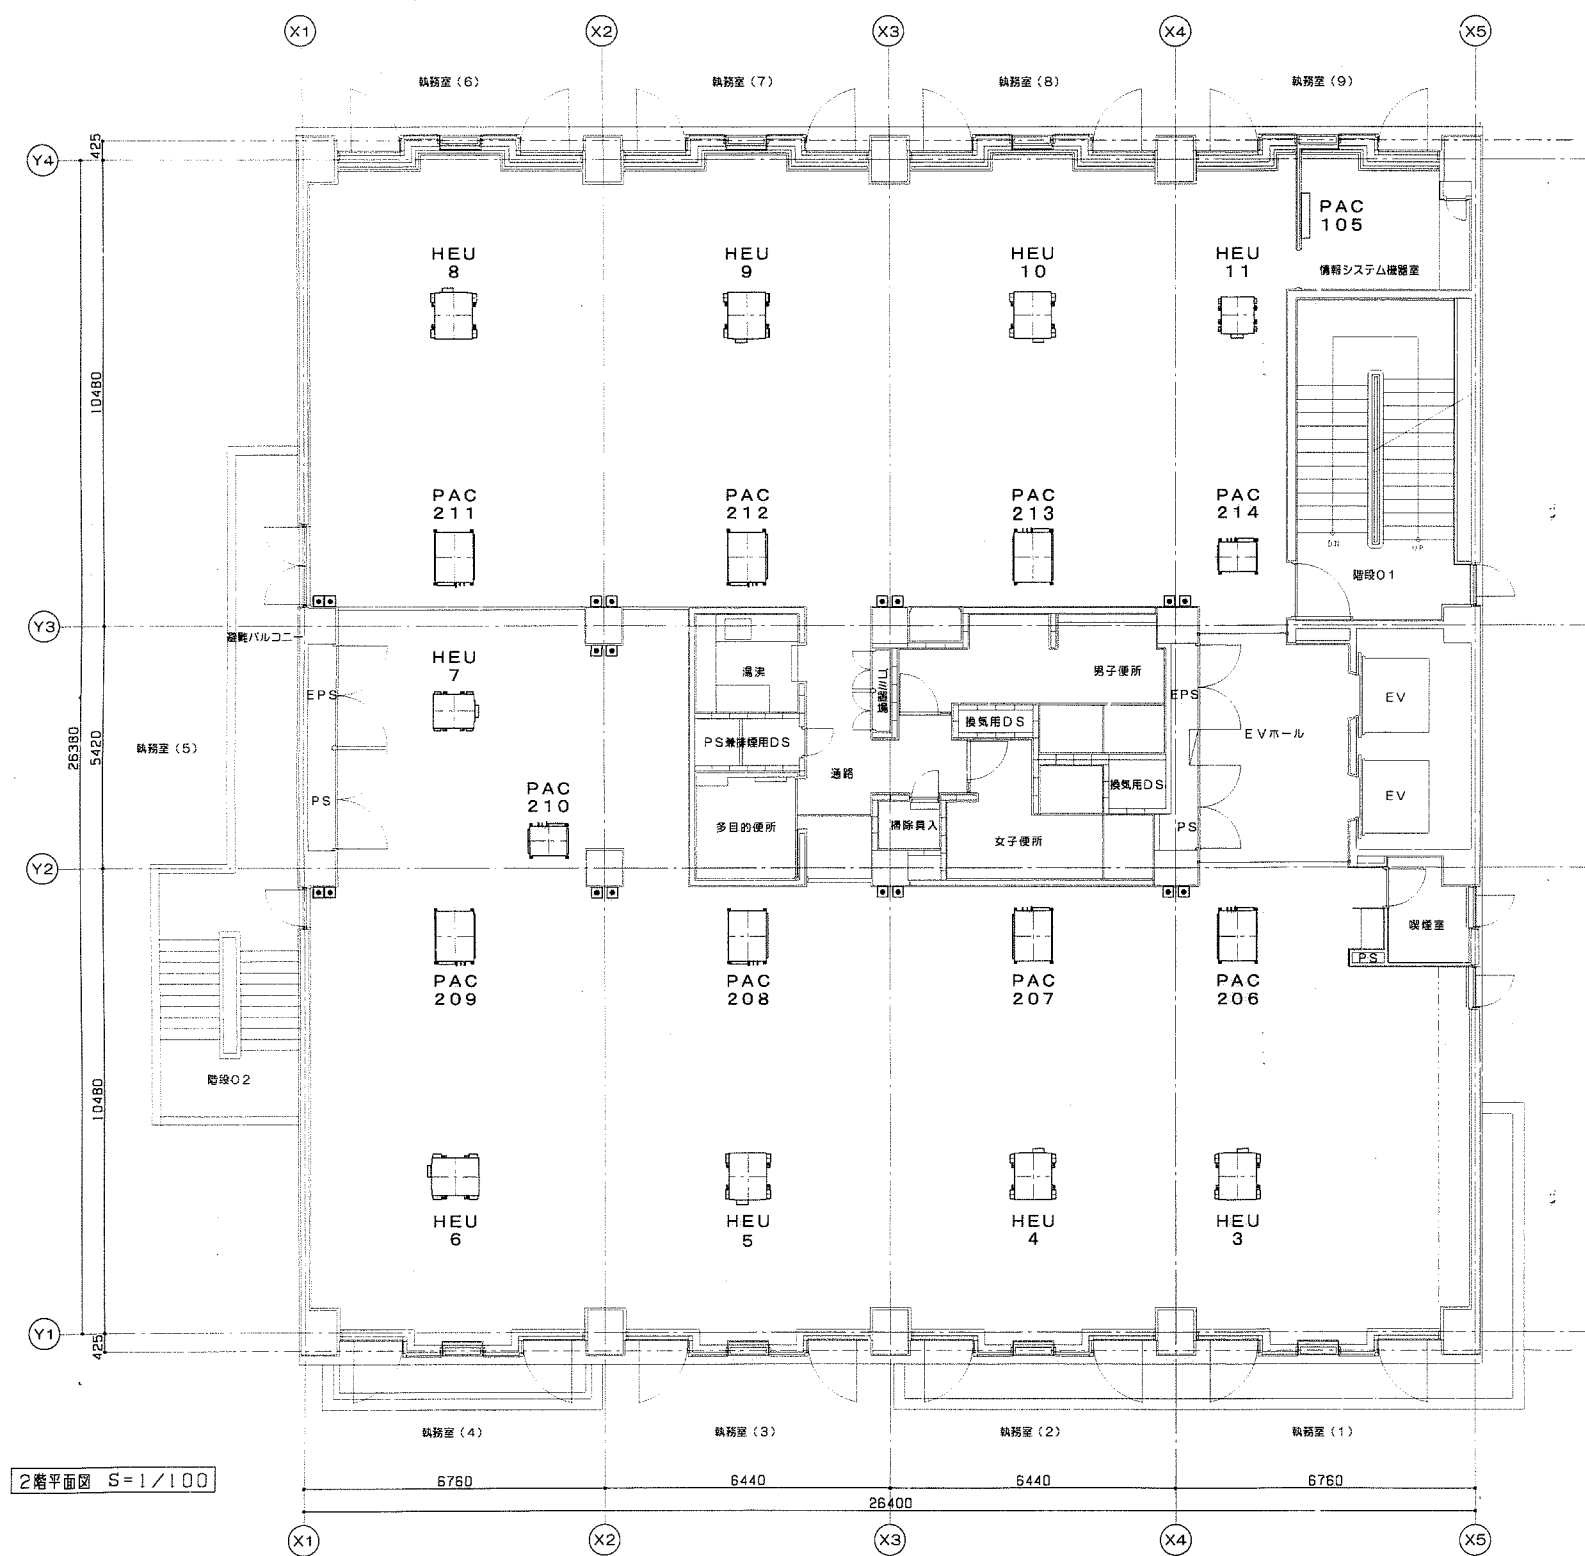 X1
X2
X3
X4
X5
執務室（6）
執務室（7）
執務室（8）
執務室（9）
425
Y4
PAC
105
HEU
8
HEU
9
HEU
10
HEU
11
情報システム機器室
10480
PAC
211
PAC
212
PAC
213
PAC
214
DN
UP
階段01
Y3
避難バルコニー
HEU
7
湯沸
男子便所
EPS
EPS
EV
換気用DS
EVホール
PS兼排煙用DS
執務室（5）
26380
5420
通路
換気用DS
PS
PAC
210
EV
多目的便所
掃除具入
女子便所
PS
Y2
喫煙室
PS
PAC
209
PAC
208
PAC
207
PAC
206
階段02
10480
HEU
6
HEU
5
HEU
4
HEU
3
Y1
425
執務室（4）
執務室（3）
執務室（2）
執務室（1）
2階平面図 S=1/100
6760
6440
6440
6760
26400
X1
X2
X3
X4
X5